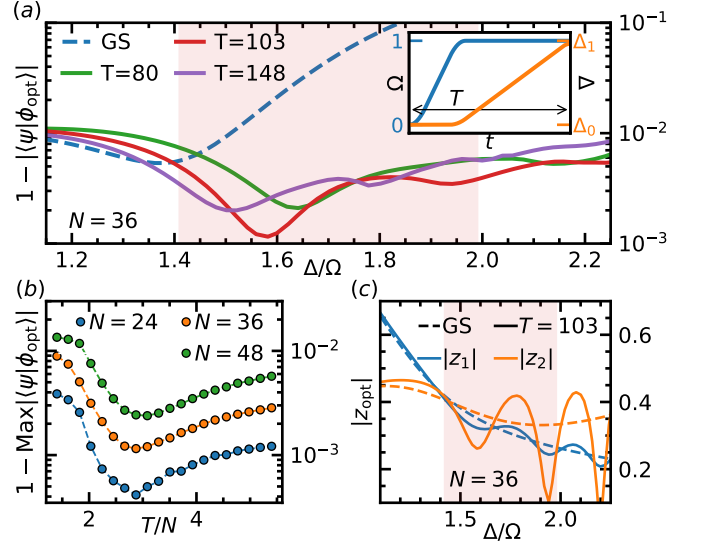 (a)
GS
T=103
T=80
T=148
1 − |⟨ψ|ϕopt⟩|
N = 36
1
0
Ω
T
t
Δ
Δ1
Δ0
10−1
10−2
10−3
1.2 1.4 1.6 1.8 2.0 2.2
Δ/Ω
(b)
N = 24
N = 36
N = 48
1 − Max|⟨ψ|ϕopt⟩|
10−2
10−3
2 4
T/N
(c)
GS
T = 103
|z1|
|z2|
|zopt|
N = 36
0.6
0.4
0.2
1.5 2.0
Δ/Ω